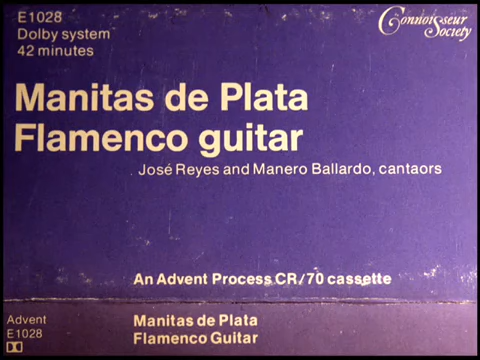 E1028
Dolby system
42 minutes
Connoisseur
Society
Manitas de Plata
Flamenco guitar
José Reyes and Manero Ballardo, cantaors
An Advent Process CR/70 cassette
Advent
E1028
Manitas de Plata
Flamenco Guitar